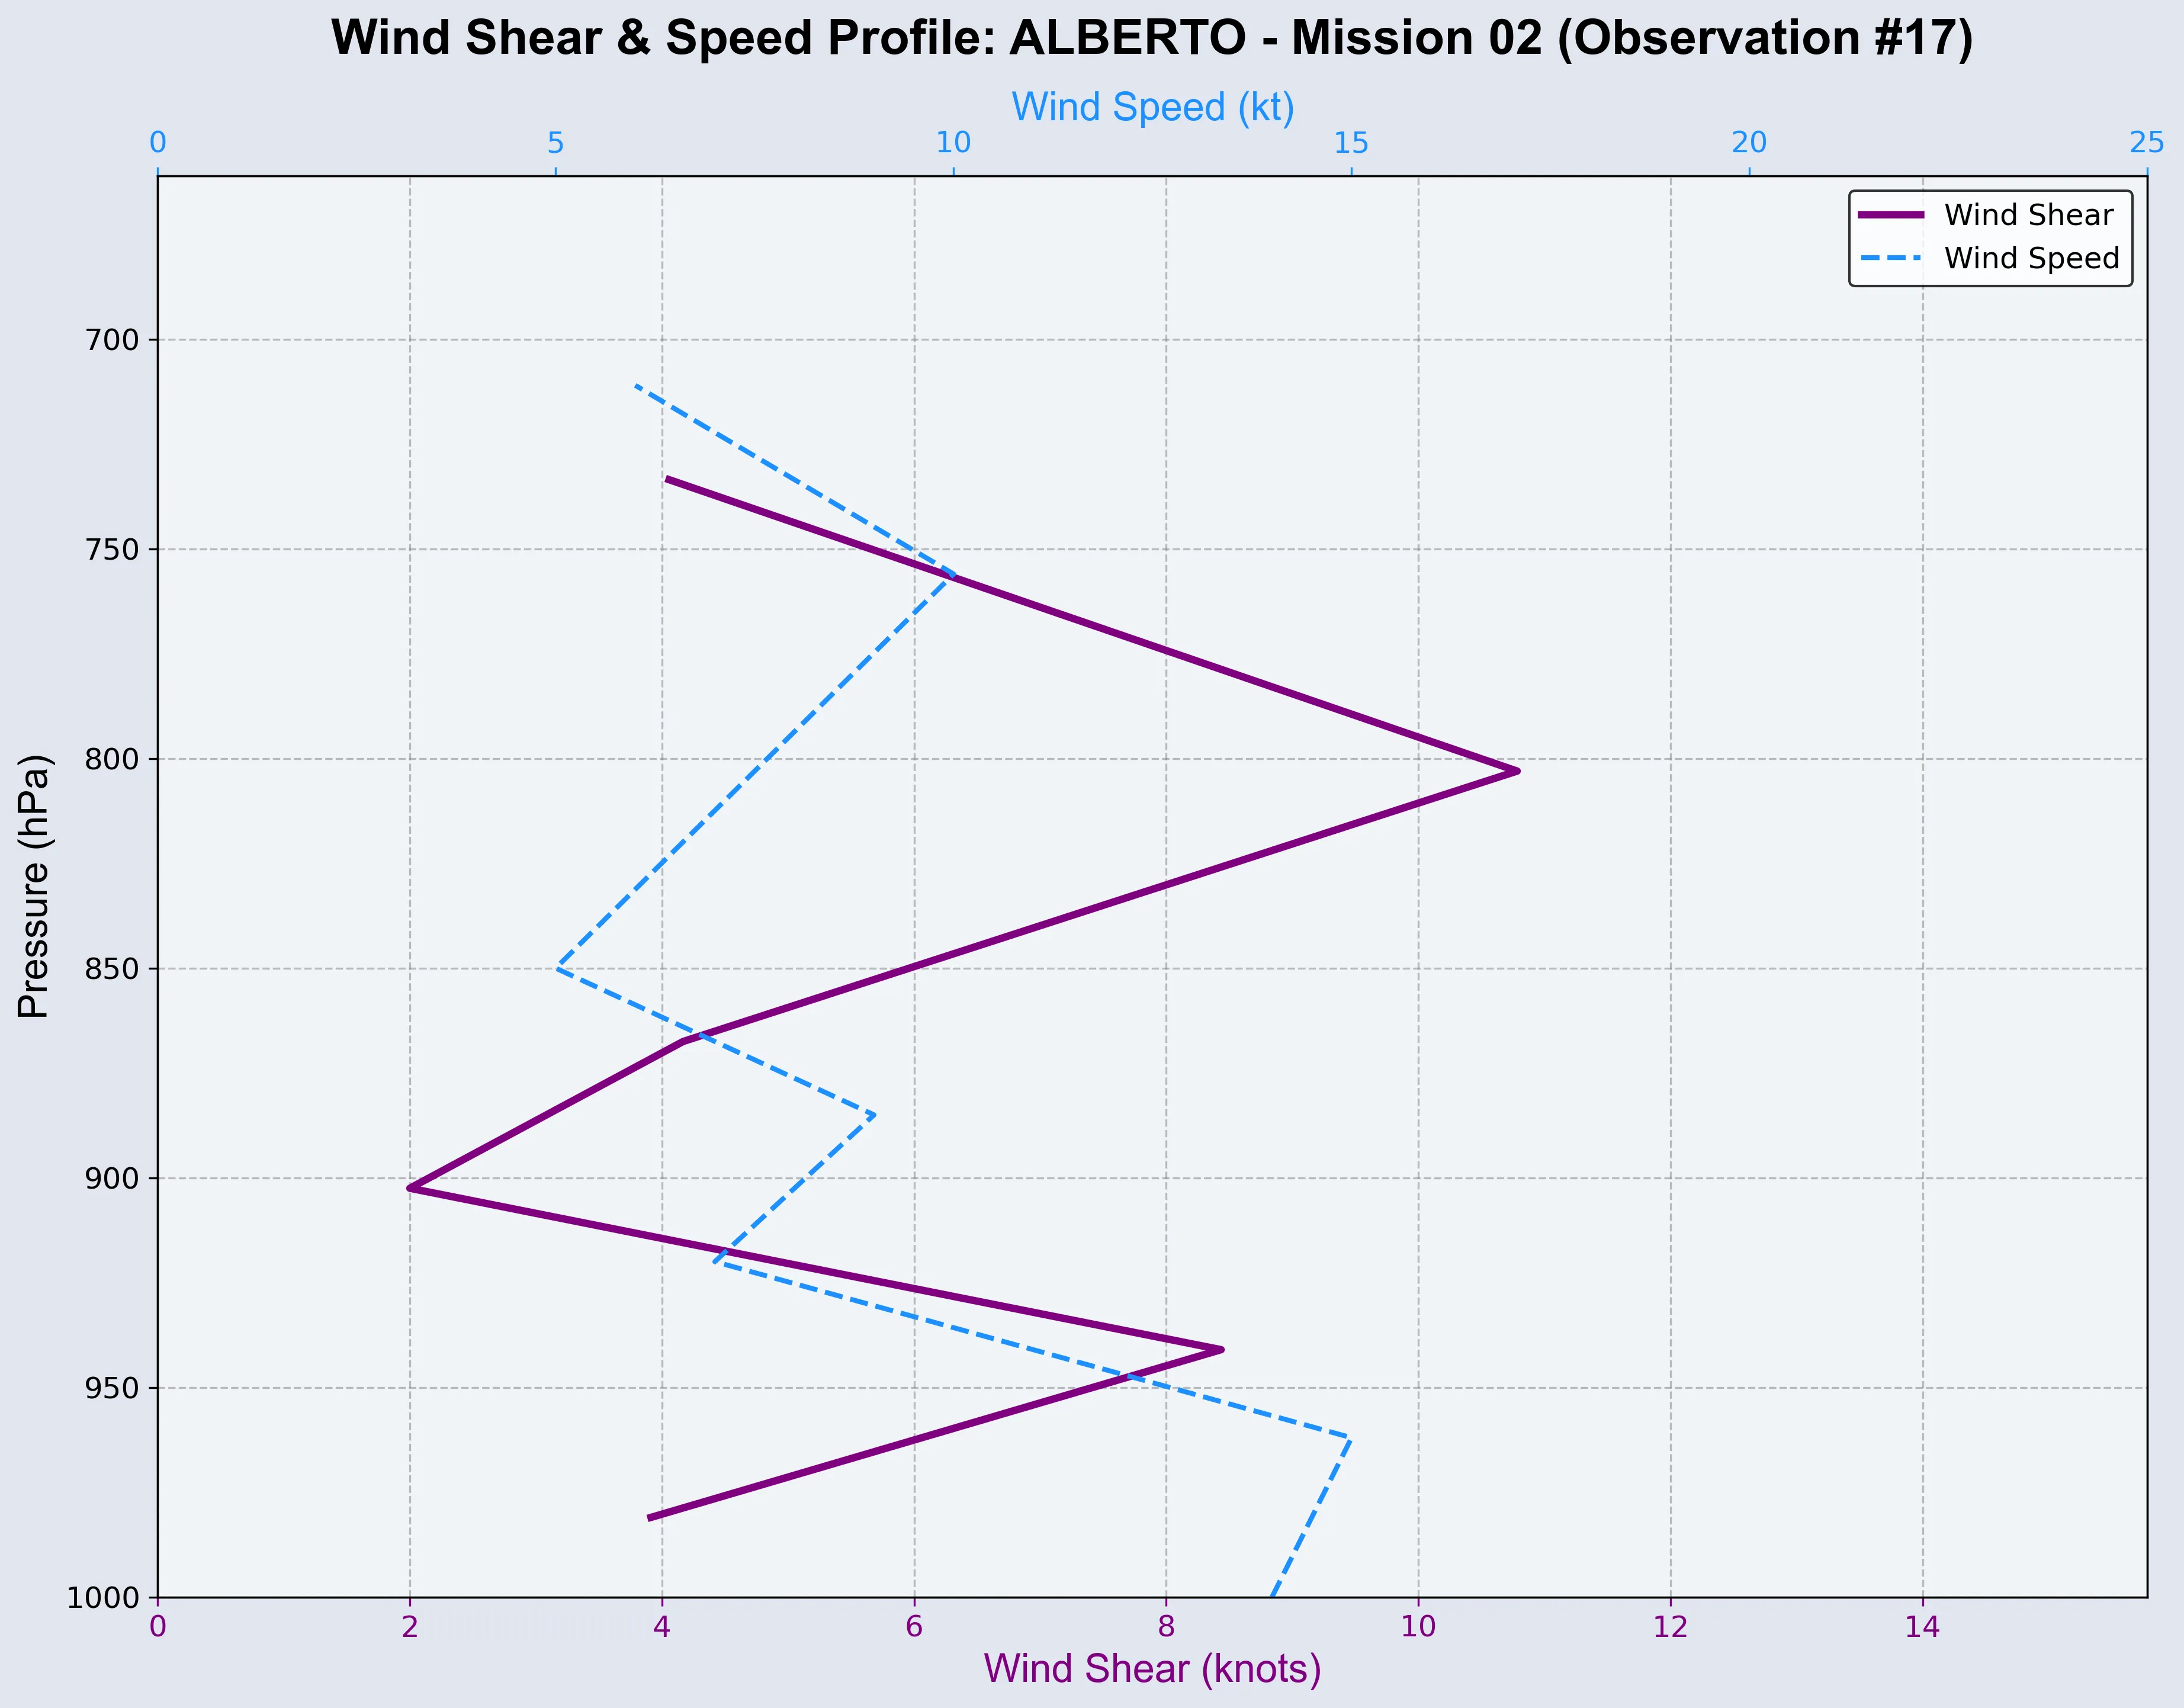 Wind Shear & Speed Profile: ALBERTO - Mission 02 (Observation #17)
Wind Speed (kt)
0 5 10 15 20 25
Wind Shear
Wind Speed
Pressure (hPa)
700
750
800
850
900
950
1000
0 2 4 6 8 10 12 14
Wind Shear (knots)